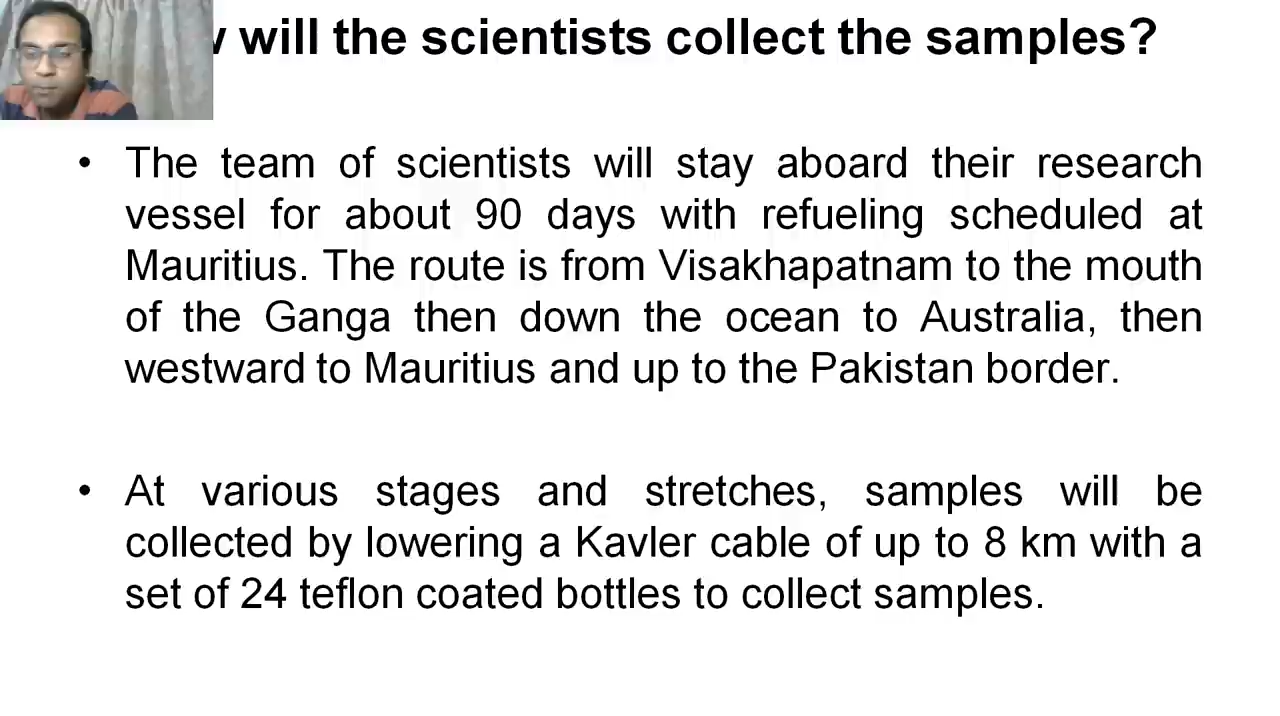 will the scientists collect the samples?
• The team of scientists will stay aboard their research
vessel for about 90 days with refueling scheduled at
Mauritius. The route is from Visakhapatnam to the mouth
of the Ganga then down the ocean to Australia, then
westward to Mauritius and up to the Pakistan border.
• At various stages and stretches, samples will be
collected by lowering a Kavler cable of up to 8 km with a
set of 24 teflon coated bottles to collect samples.